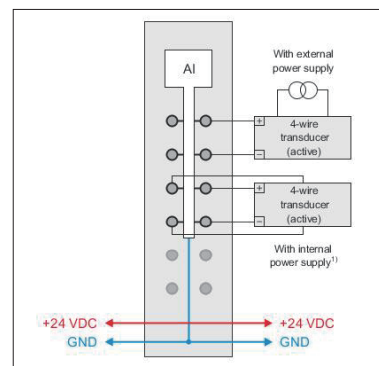 With external
power supply
AI
+
4-wire
transducer
(active)
−
+
4-wire
transducer
(active)
−
With internal
power supply¹⁾
+24 VDC
+24 VDC
GND
GND